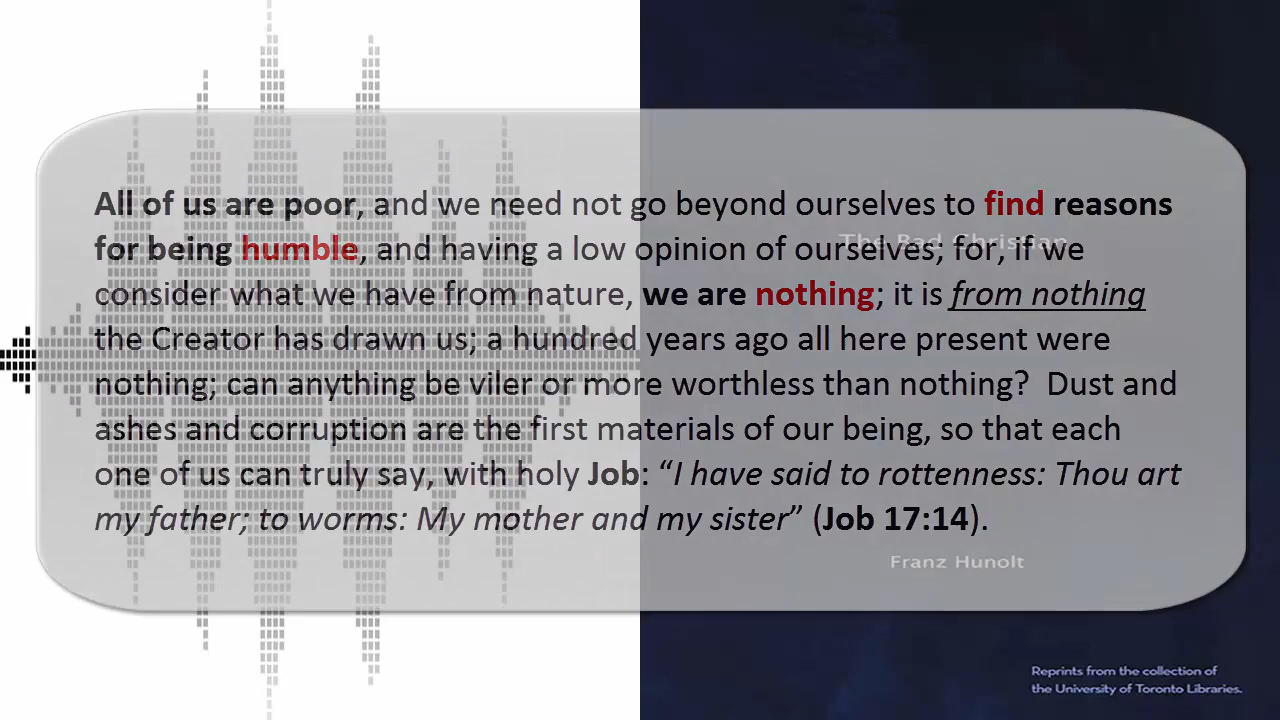 All of us are poor, and we need not go beyond ourselves to find reasons
for being humble, and having a low opinion of ourselves; for, if we
consider what we have from nature, we are nothing; it is from nothing
the Creator has drawn us; a hundred years ago all here present were
nothing; can anything be viler or more worthless than nothing?  Dust and
ashes and corruption are the first materials of our being, so that each
one of us can truly say, with holy Job: “I have said to rottenness: Thou art
my father; to worms: My mother and my sister” (Job 17:14).
The Bad Christian
Franz Hunolt
Reprints from the collection of
the University of Toronto Libraries.